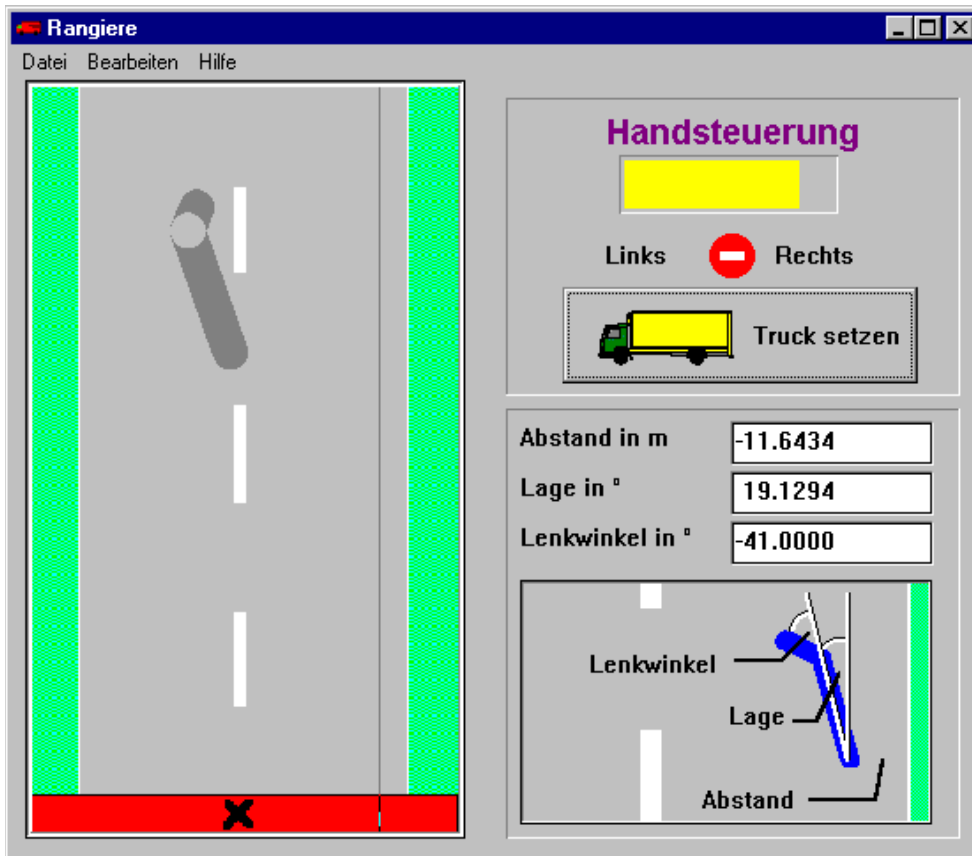 Rangiere
Datei Bearbeiten Hilfe
Handsteuerung
Links Rechts
Truck setzen
Abstand in m -11.6434
Lage in ° 19.1294
Lenkwinkel in ° -41.0000
Lenkwinkel
Lage
Abstand